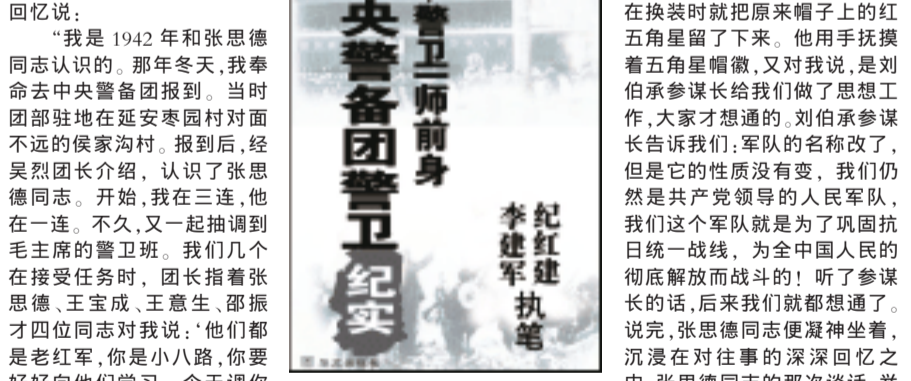 回忆说：
“我是 1942 年和张思德
同志认识的。那年冬天,我奉
命去中央警备团报到。当时
团部驻地在延安枣园村对面
不远的侯家沟村。报到后,经
吴烈团长介绍，认识了张思
德同志。开始,我在三连,他
在一连。不久,又一起抽调到
毛主席的警卫班。我们几个
在接受任务时，团长指着张
思德、王宝成、王意生、邵振
才四位同志对我说:‘他们都
是老红军,你是小八路,你要
警卫一师前身
央警备团警卫
纪实
纪红建
李建军
执笔
在换装时就把原来帽子上的红
五角星留了下来。他用手抚摸
着五角星帽徽,又对我说,是刘
伯承参谋长给我们做了思想工
作,大家才想通的。刘伯承参谋
长告诉我们:军队的名称改了,
但是它的性质没有变，我们仍
然是共产党领导的人民军队,
我们这个军队就是为了巩固抗
日统一战线，为全中国人民的
彻底解放而战斗的！听了参谋
长的话,后来我们就都想通了。
说完,张思德同志便凝神坐着,
沉浸在对往事的深深回忆之